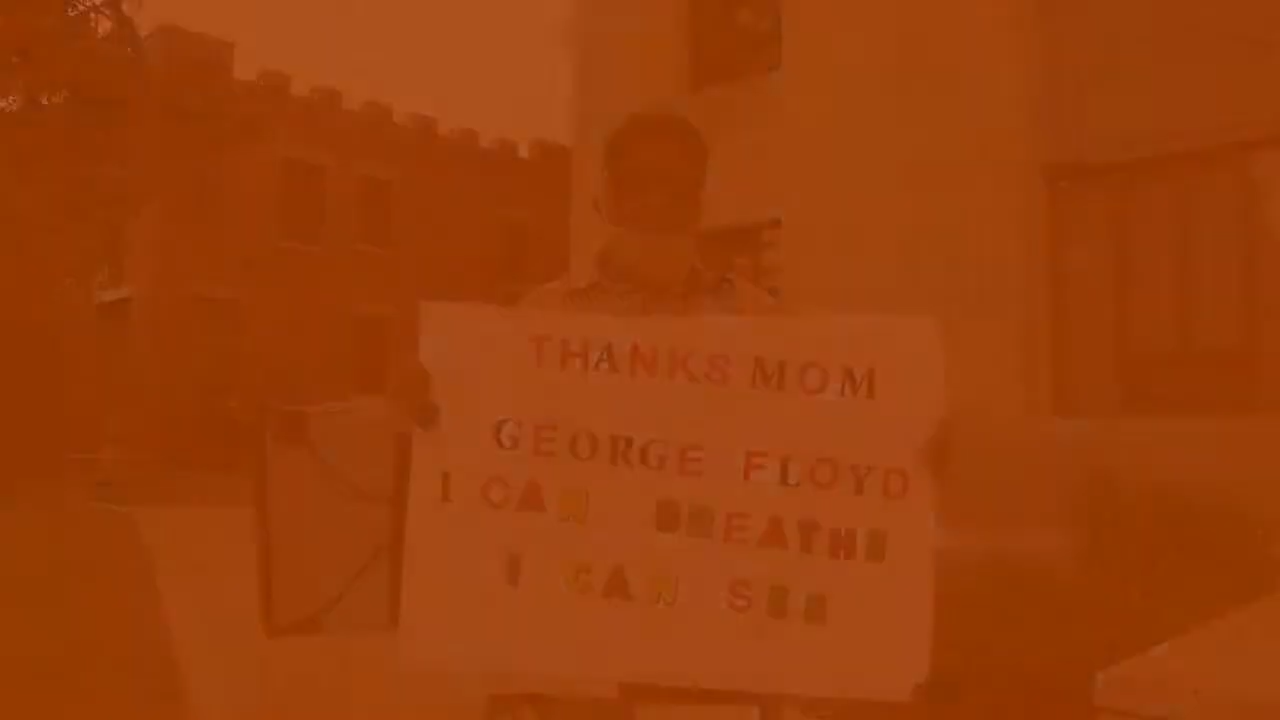 THANKS MOM
GEORGE FLOYD
I CAN BREATHE
I CAN SEE